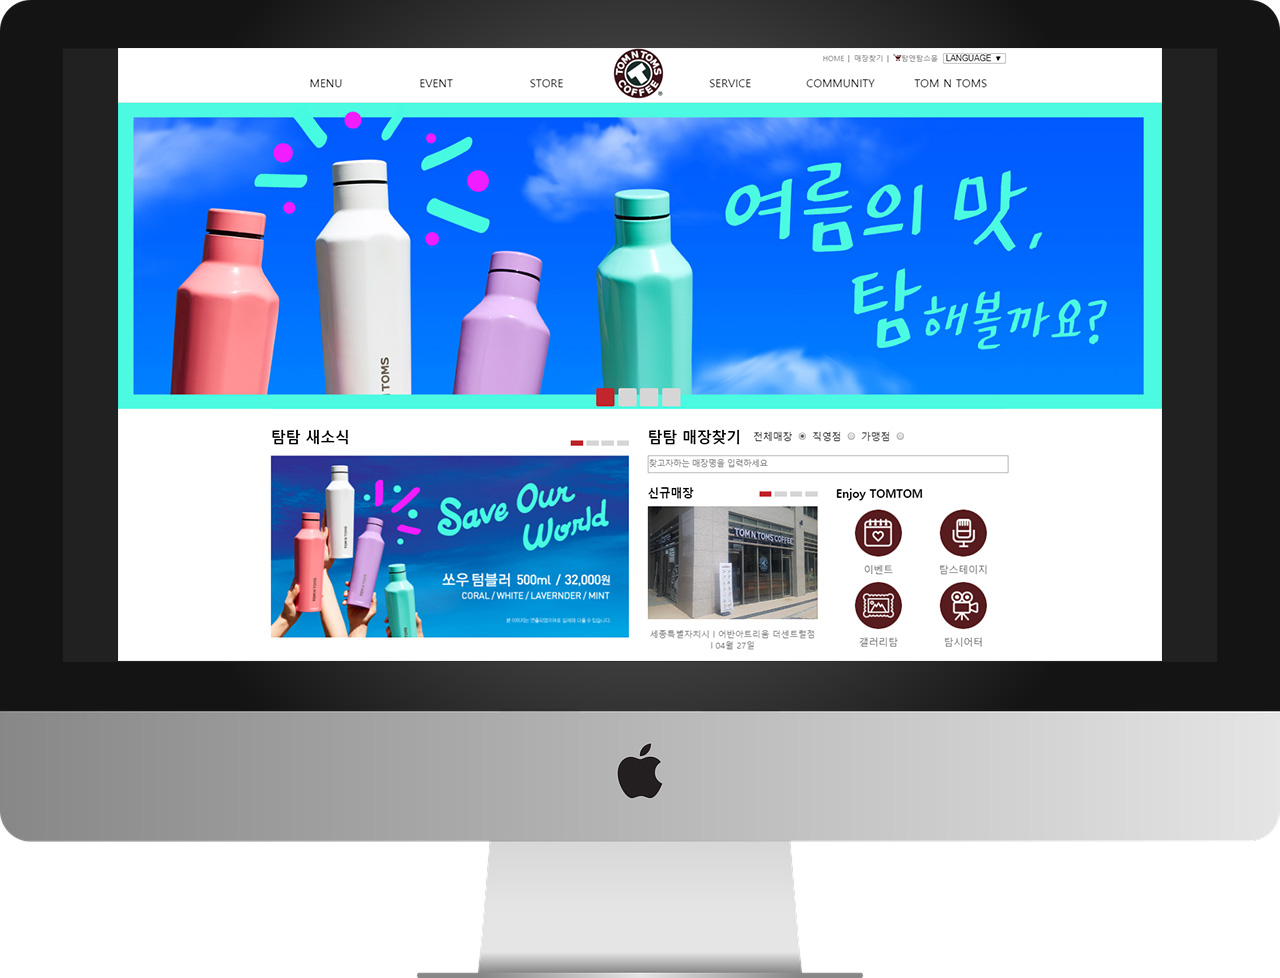 HOME | 매장찾기 | 탐앤탐스몰 LANGUAGE ▼
MENU EVENT STORE
TOM N TOMS COFFEE
SERVICE COMMUNITY TOM N TOMS
여름의 맛,
탐해볼까요?
TOMS
탐탐 새소식
Save Our
World
쏘우 텀블러 500ml / 32,000원
CORAL / WHITE / LAVERNDER / MINT
탐탐 매장찾기 전체매장 직영점 가맹점
찾고자하는 매장명을 입력하세요
신규매장
TOM N TOMS COFFEE
세종특별자치시 | 어반아트리움 더센트럴점
| 04월 27일
Enjoy TOMTOM
이벤트 탐스테이지
갤러리탐 탐시어터